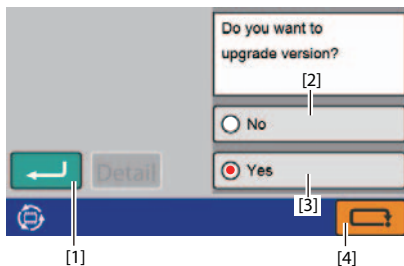 Do you want to
upgrade version?
[2]
No
Detail
Yes
[3]
[1]
[4]